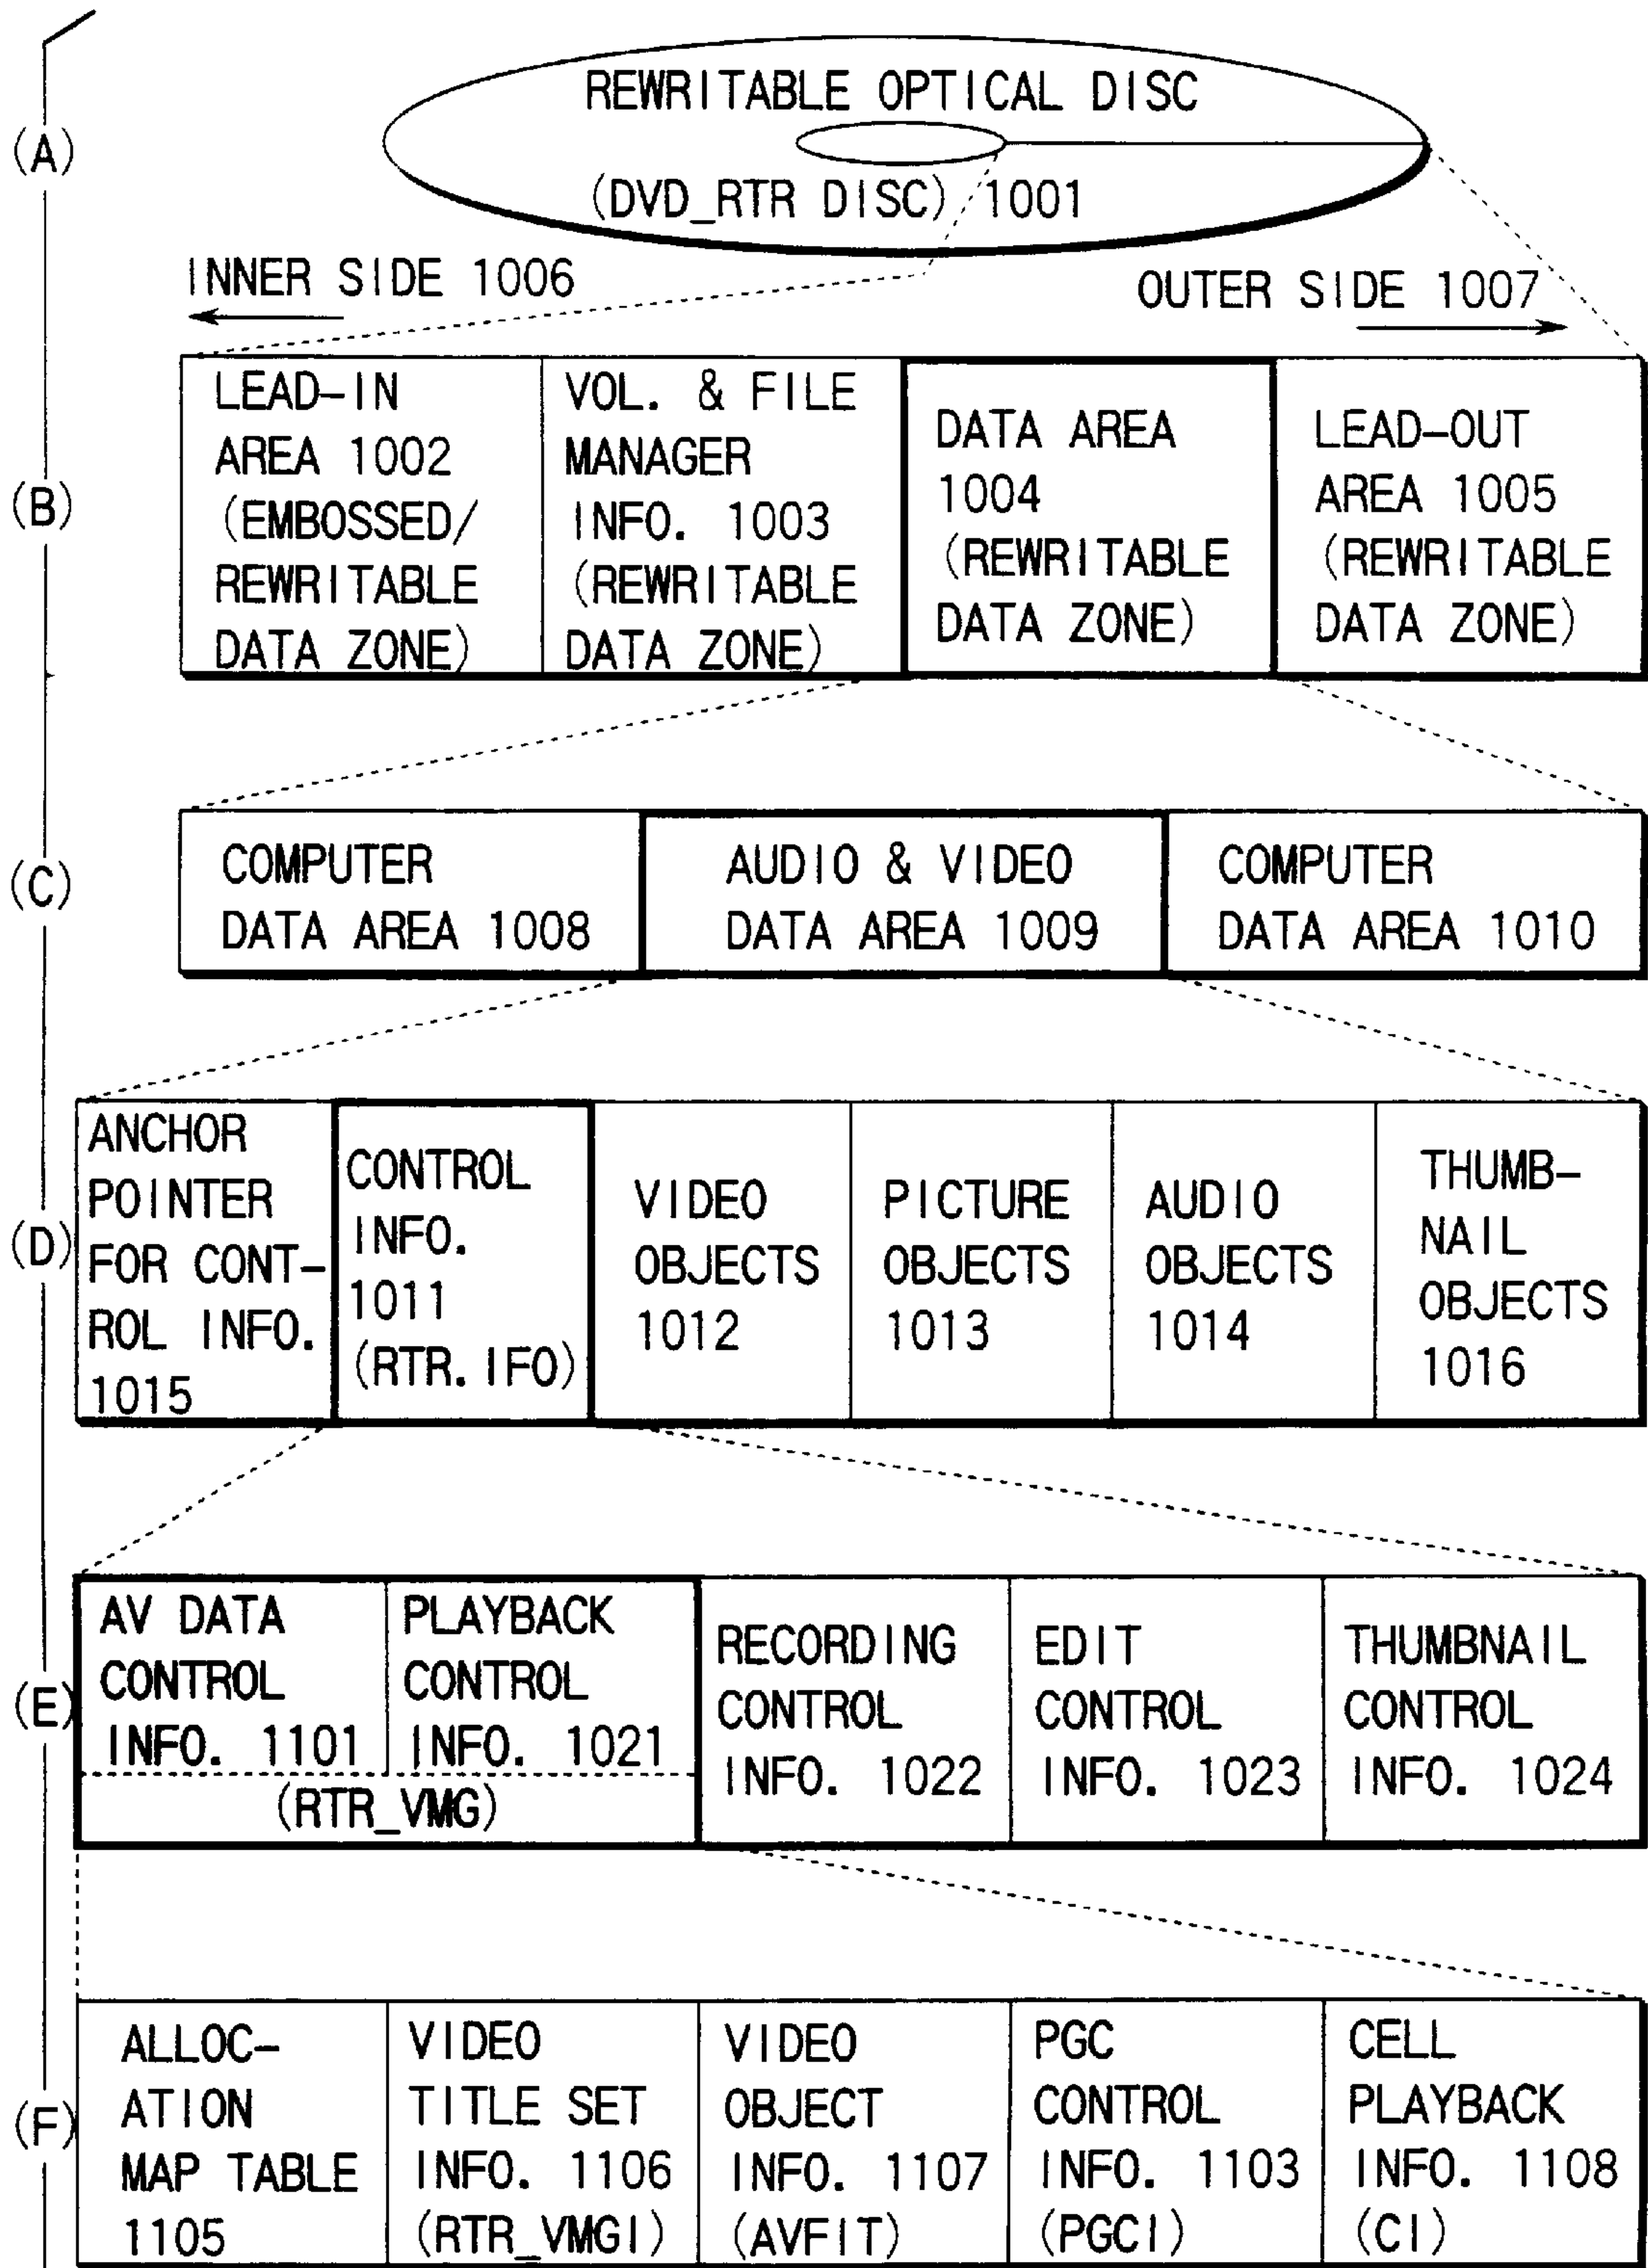 (A)
REWRITABLE OPTICAL DISC
(DVD_RTR DISC) 1001
INNER SIDE 1006
OUTER SIDE 1007
(B)
LEAD-IN
AREA 1002
(EMBOSSED/
REWRITABLE
DATA ZONE)
VOL. & FILE
MANAGER
INFO. 1003
(REWRITABLE
DATA ZONE)
DATA AREA
1004
(REWRITABLE
DATA ZONE)
LEAD-OUT
AREA 1005
(REWRITABLE
DATA ZONE)
(C)
COMPUTER
DATA AREA 1008
AUDIO & VIDEO
DATA AREA 1009
COMPUTER
DATA AREA 1010
(D)
ANCHOR
POINTER
FOR CONT-
ROL INFO.
1015
CONTROL
INFO.
1011
(RTR.IFO)
VIDEO
OBJECTS
1012
PICTURE
OBJECTS
1013
AUDIO
OBJECTS
1014
THUMB-
NAIL
OBJECTS
1016
(E)
AV DATA
CONTROL
INFO. 1101
PLAYBACK
CONTROL
INFO. 1021
(RTR_VMG)
RECORDING
CONTROL
INFO. 1022
EDIT
CONTROL
INFO. 1023
THUMBNAIL
CONTROL
INFO. 1024
(F)
ALLOC-
ATION
MAP TABLE
1105
VIDEO
TITLE SET
INFO. 1106
(RTR_VMGI)
VIDEO
OBJECT
INFO. 1107
(AVFIT)
PGC
CONTROL
INFO. 1103
(PGCI)
CELL
PLAYBACK
INFO. 1108
(CI)